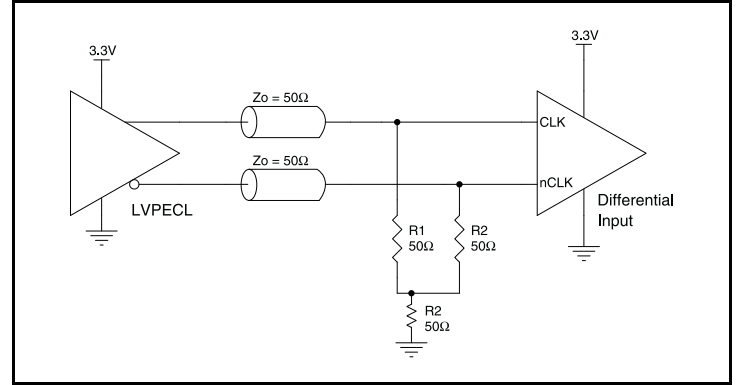 3.3V
3.3V
Zo = 50Ω
CLK
Zo = 50Ω
nCLK
LVPECL
Differential
Input
R1
50Ω
R2
50Ω
R2
50Ω